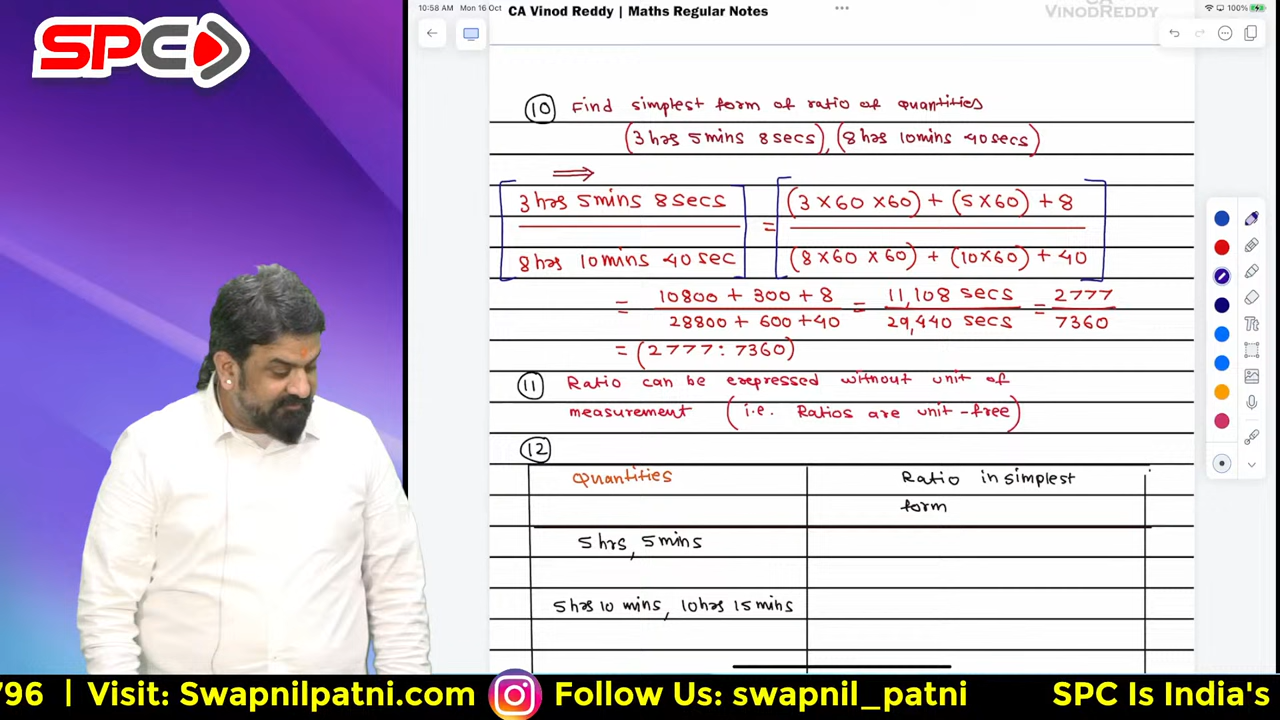 10:58 AM Mon 16 Oct
CA Vinod Reddy | Maths Regular Notes
CA
VINODREDDY
100%
SPC
10 Find simplest form of ratio of quantities
(3 hrs 5 mins 8 secs), (8 hrs 10 mins 40 secs)
⟹
[3 hrs 5 mins 8 secs / 8 hrs 10 mins 40 sec] = [(3 × 60 × 60) + (5 × 60) + 8 / (8 × 60 × 60) + (10 × 60) + 40]
= 10800 + 300 + 8 / 28800 + 600 + 40 = 11,108 secs / 29,440 secs = 2777 / 7360
= (2777 : 7360)
11 Ratio can be expressed without unit of
measurement (i.e. Ratios are unit-free)
12
Quantities Ratio in simplest
form
5 hrs, 5 mins
5 hrs 10 mins, 10 hrs 15 mins
Tt
796 | Visit: Swapnilpatni.com Follow Us: swapnil_patni SPC Is India's